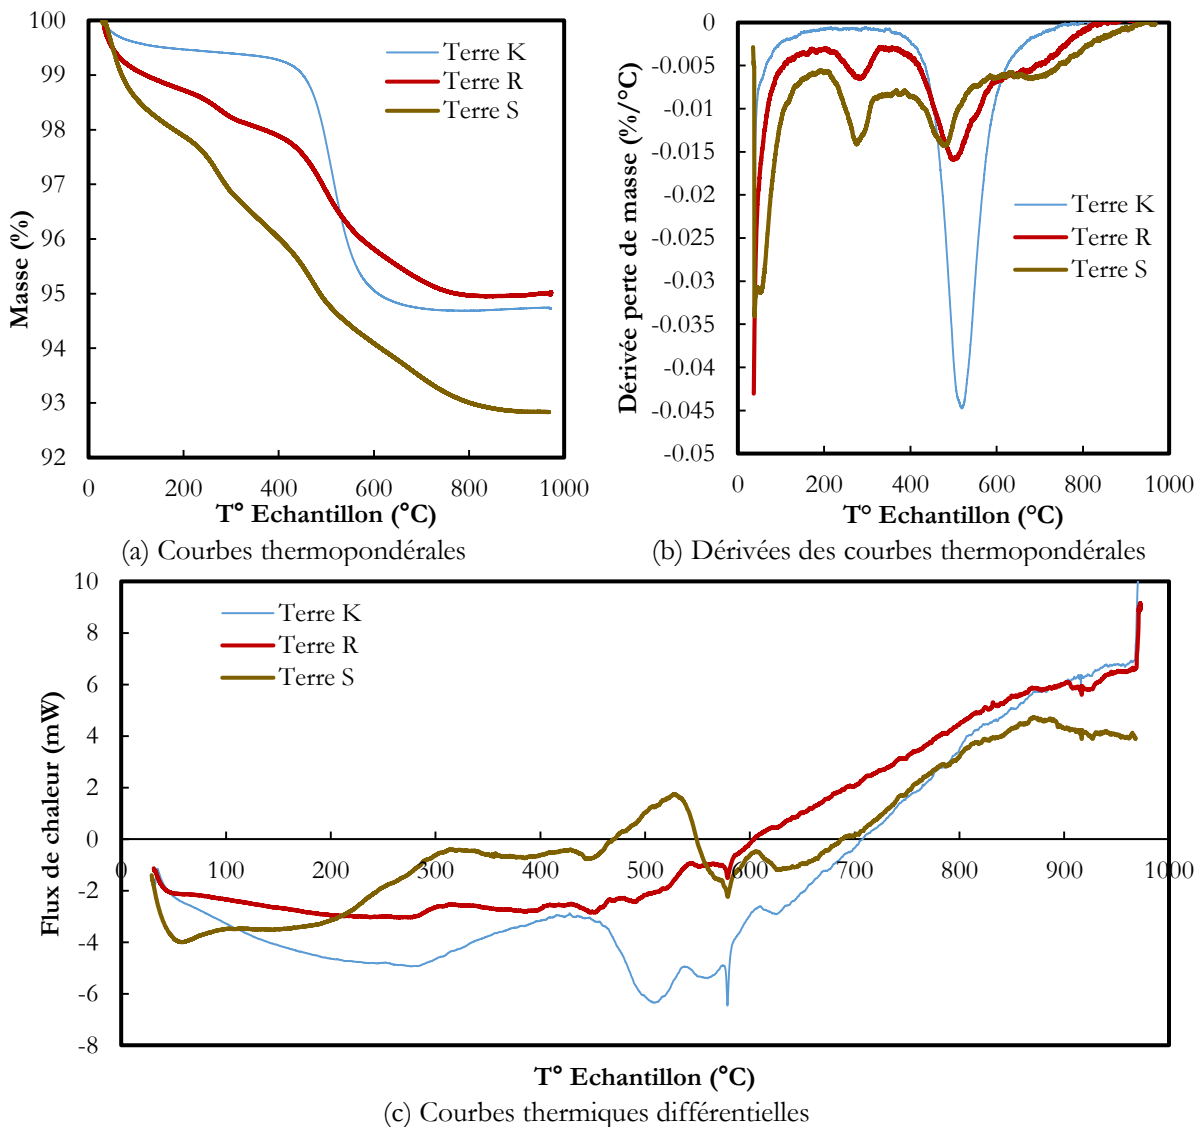 100
99
98
97
96
95
94
93
92
Masse (%)
Terre K
Terre R
Terre S
0 200 400 600 800 1000
T° Echantillon (°C)
(a) Courbes thermopondérales
0
-0.005
-0.01
-0.015
-0.02
-0.025
-0.03
-0.035
-0.04
-0.045
-0.05
Dérivée perte de masse (%/°C)
Terre K
Terre R
Terre S
0 200 400 600 800 1000
T° Echantillon (°C)
(b) Dérivées des courbes thermopondérales
10
8
6
4
2
0
-2
-4
-6
-8
Flux de chaleur (mW)
Terre K
Terre R
Terre S
0 100 200 300 400 500 600 700 800 900 1000
T° Echantillon (°C)
(c) Courbes thermiques différentielles